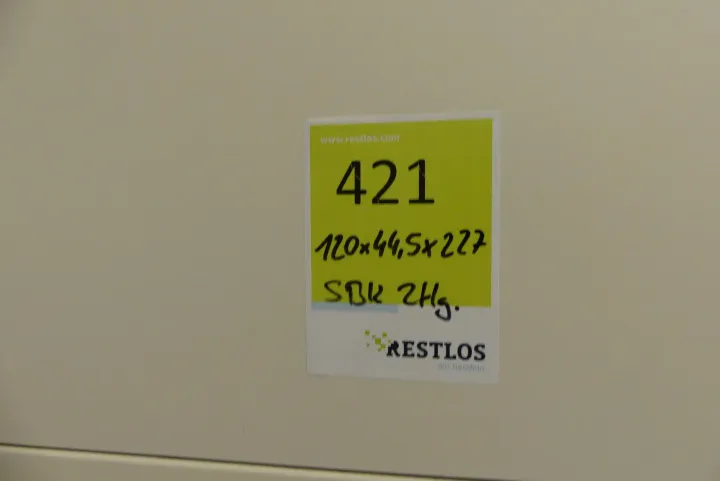 www.restlos.com
421
120x44,5x227
SBK 2Hg.
RESTLOS